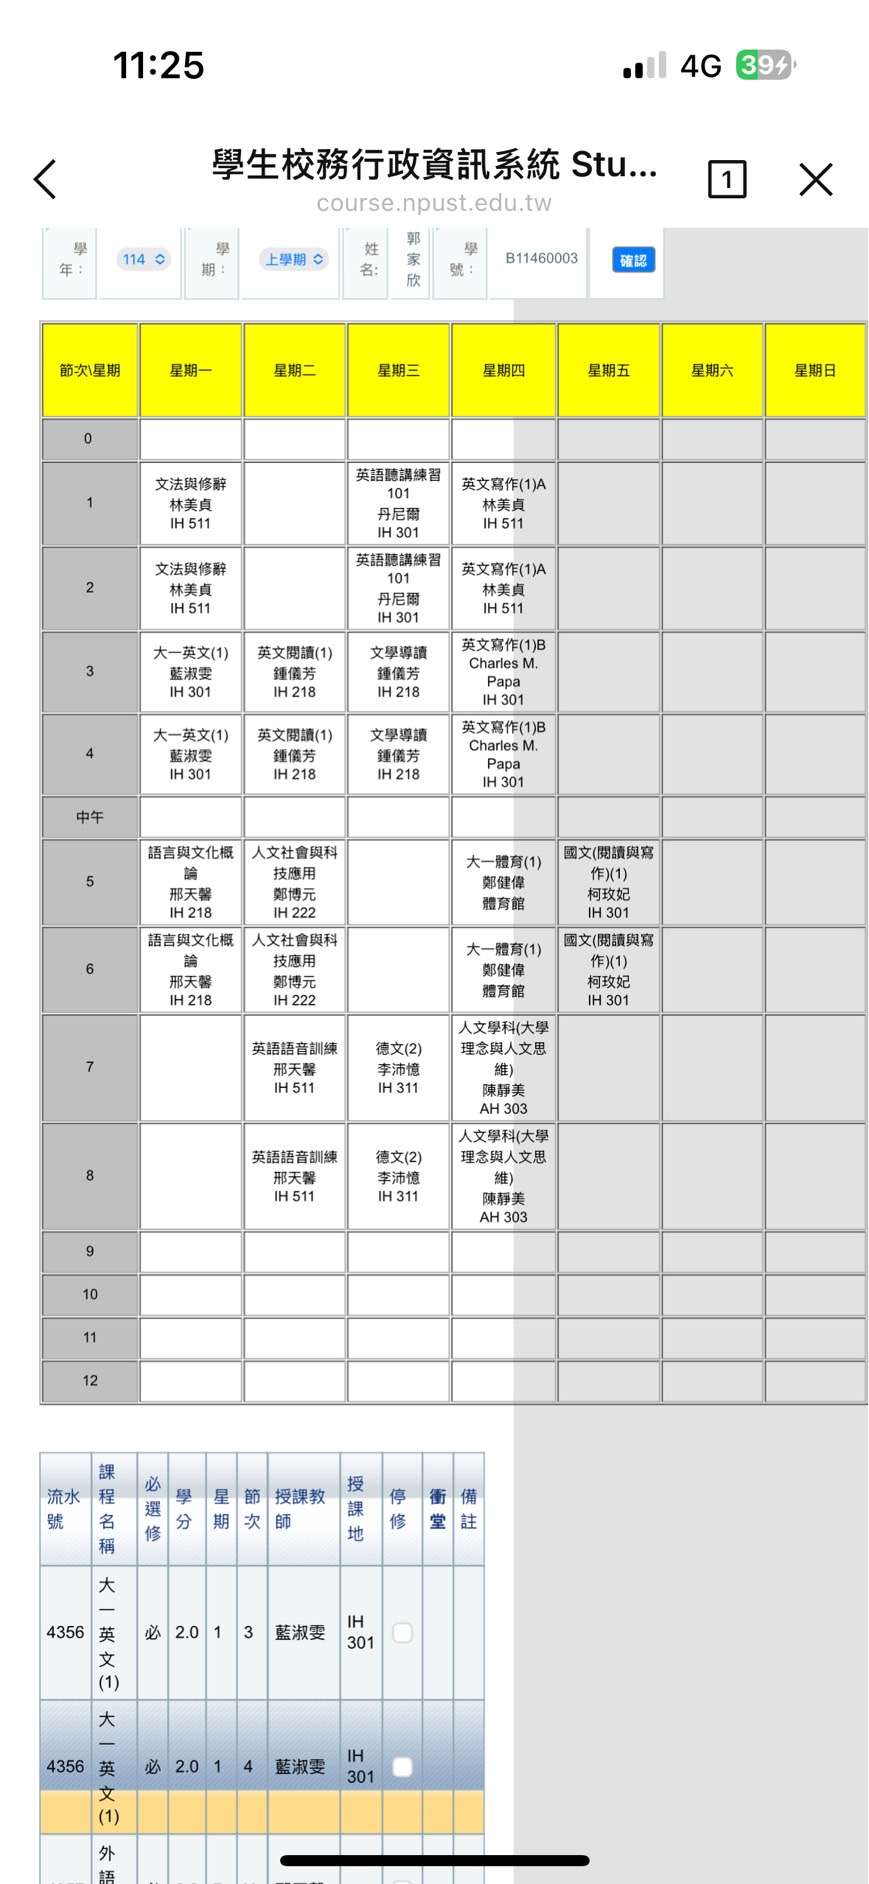 11:25
4G 39
學生校務行政資訊系統 Stu...
1
course.npust.edu.tw
學年：
114
學期：
上學期
姓名:
郭家欣
學號：
B11460003
確認
節次\星期 星期一 星期二 星期三 星期四 星期五 星期六 星期日
0
1
文法與修辭
林美貞
IH 511
英語聽講練習
101
丹尼爾
IH 301
英文寫作(1)A
林美貞
IH 511
2
文法與修辭
林美貞
IH 511
英語聽講練習
101
丹尼爾
IH 301
英文寫作(1)A
林美貞
IH 511
3
大一英文(1)
藍淑雯
IH 301
英文閱讀(1)
鍾儀芳
IH 218
文學導讀
鍾儀芳
IH 218
英文寫作(1)B
Charles M.
Papa
IH 301
4
大一英文(1)
藍淑雯
IH 301
英文閱讀(1)
鍾儀芳
IH 218
文學導讀
鍾儀芳
IH 218
英文寫作(1)B
Charles M.
Papa
IH 301
中午
5
語言與文化概
論
邢天馨
IH 218
人文社會與科
技應用
鄭博元
IH 222
大一體育(1)
鄭健偉
體育館
國文(閱讀與寫
作)(1)
柯玫妃
IH 301
6
語言與文化概
論
邢天馨
IH 218
人文社會與科
技應用
鄭博元
IH 222
大一體育(1)
鄭健偉
體育館
國文(閱讀與寫
作)(1)
柯玫妃
IH 301
7
英語語音訓練
邢天馨
IH 511
德文(2)
李沛憶
IH 311
人文學科(大學
理念與人文思
維)
陳靜美
AH 303
8
英語語音訓練
邢天馨
IH 511
德文(2)
李沛憶
IH 311
人文學科(大學
理念與人文思
維)
陳靜美
AH 303
9
10
11
12
流水號 課程名稱 必選修 學分 星期 節次 授課教師 授課地 停修 衝堂 備註
4356 大一英文(1) 必 2.0 1 3 藍淑雯 IH 301
4356 大一英文(1) 必 2.0 1 4 藍淑雯 IH 301
外語